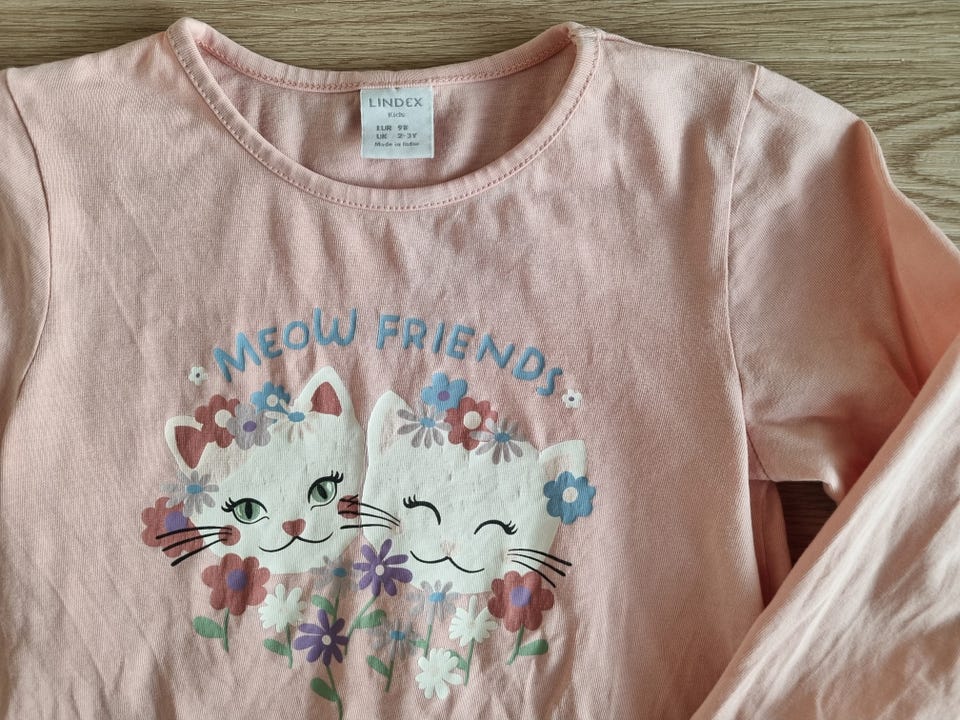 LINDEX
Kids
EUR 98
UK 2-3Y
Made in India
MEOW FRIENDS